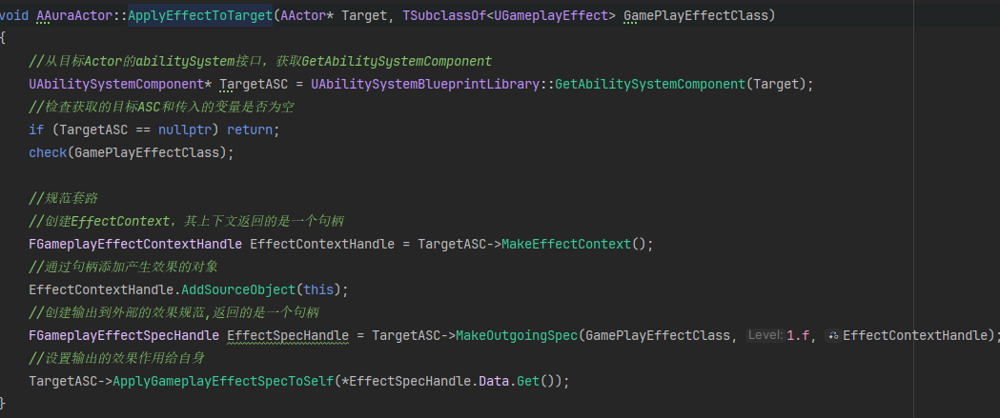 void AAuraActor::ApplyEffectToTarget(AActor* Target, TSubclassOf<UGameplayEffect> GamePlayEffectClass)
{
//从目标Actor的abilitySystem接口，获取GetAbilitySystemComponent
UAbilitySystemComponent* TargetASC = UAbilitySystemBlueprintLibrary::GetAbilitySystemComponent(Target);
//检查获取的目标ASC和传入的变量是否为空
if (TargetASC == nullptr) return;
check(GamePlayEffectClass);
//规范套路
//创建EffectContext，其上下文返回的是一个句柄
FGameplayEffectContextHandle EffectContextHandle = TargetASC->MakeEffectContext();
//通过句柄添加产生效果的对象
EffectContextHandle.AddSourceObject(this);
//创建输出到外部的效果规范,返回的是一个句柄
FGameplayEffectSpecHandle EffectSpecHandle = TargetASC->MakeOutgoingSpec(GamePlayEffectClass, Level: 1.f, EffectContextHandle);
//设置输出的效果作用给自身
TargetASC->ApplyGameplayEffectSpecToSelf(*EffectSpecHandle.Data.Get());
}